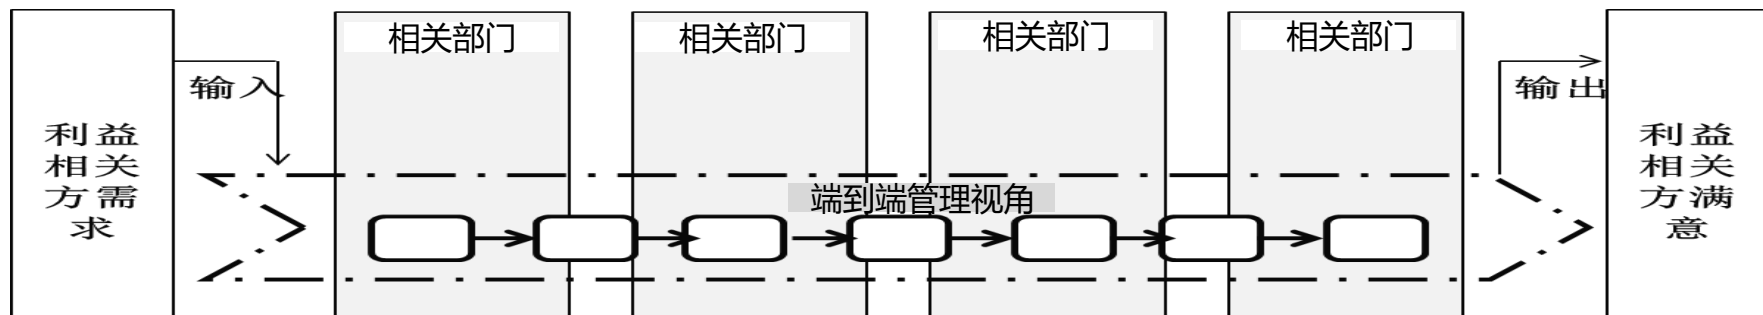 相关部门
相关部门
相关部门
相关部门
输入
输出
利益
相关
方需
求
端到端管理视角
利益
相关
方满
意